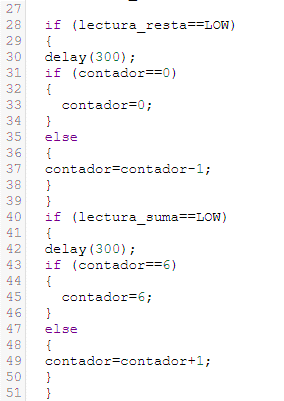 27
28 if (lectura_resta==LOW)
29 {
30 delay(300);
31 if (contador==0)
32 {
33 contador=0;
34 }
35 else
36 {
37 contador=contador-1;
38 }
39 }
40 if (lectura_suma==LOW)
41 {
42 delay(300);
43 if (contador==6)
44 {
45 contador=6;
46 }
47 else
48 {
49 contador=contador+1;
50 }
51 }